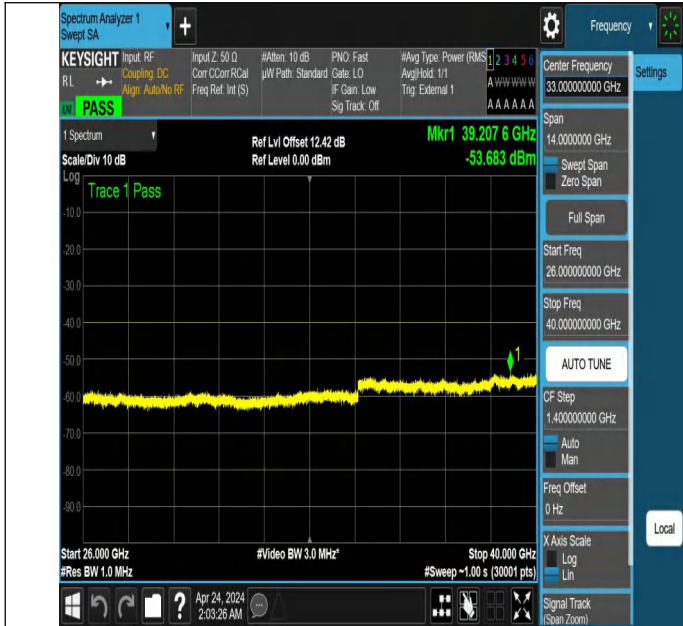 Spectrum Analyzer 1
Swept SA
+
Frequency
KEYSIGHT
RL
PASS
Input: RF
Coupling: DC
Align: Auto/No RF
Input Z: 50 Ω
Corr CCorr RCal
Freq Ref: Int (S)
#Atten: 10 dB
µW Path: Standard
PNO: Fast
Gate: LO
IF Gain: Low
Sig Track: Off
#Avg Type: Power (RMS
Avg|Hold: 1/1
Trig: External 1
1 2 3 4 5 6
A W W W W W
A A A A A A
1 Spectrum
Scale/Div 10 dB
Ref Lvl Offset 12.42 dB
Ref Level 0.00 dBm
Mkr1 39.207 6 GHz
-53.683 dBm
Log
Trace 1 Pass
-10.0
-20.0
-30.0
-40.0
-50.0
-60.0
-70.0
-80.0
-90.0
1
Start 26.000 GHz
#Res BW 1.0 MHz
#Video BW 3.0 MHz*
Stop 40.000 GHz
#Sweep ~1.00 s (30001 pts)
Center Frequency
33.000000000 GHz
Span
14.0000000 GHz
Swept Span
Zero Span
Full Span
Start Freq
26.000000000 GHz
Stop Freq
40.000000000 GHz
AUTO TUNE
CF Step
1.400000000 GHz
Auto
Man
Freq Offset
0 Hz
X Axis Scale
Log
Lin
Signal Track
(Span Zoom)
Settings
Local
?
Apr 24, 2024
2:03:26 AM